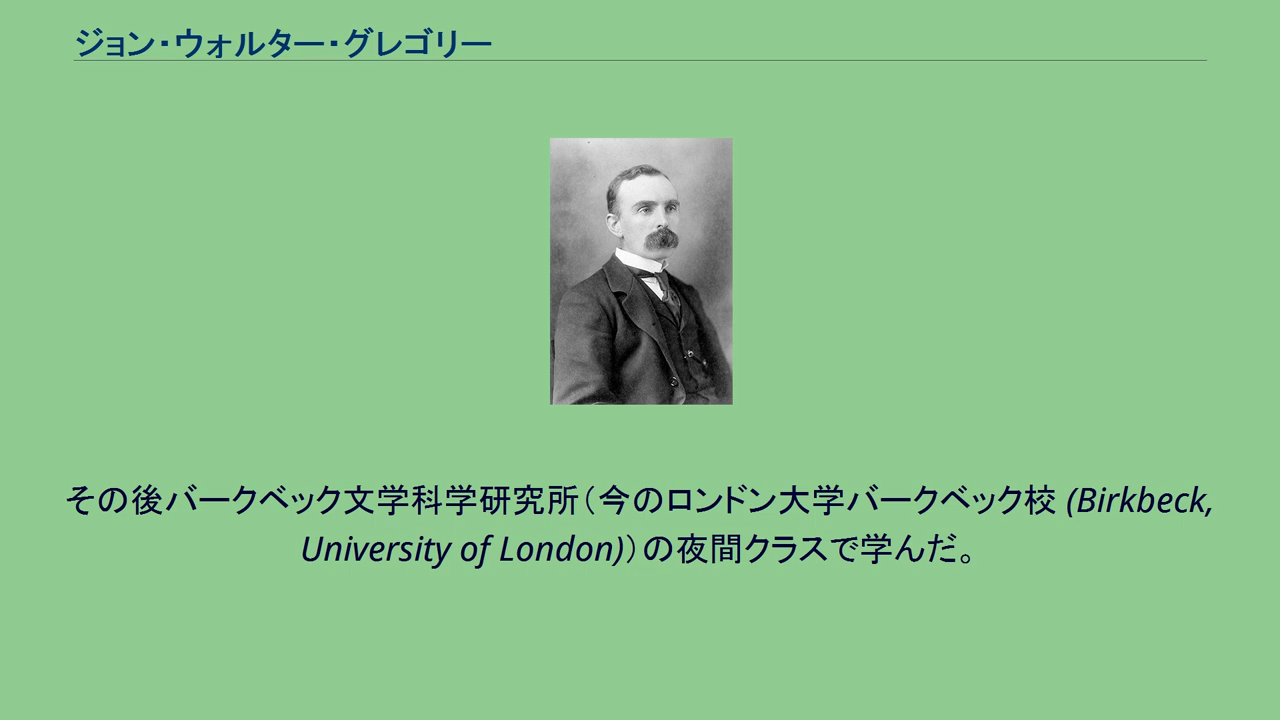 ジョン・ウォルター・グレゴリー
その後バークベック文学科学研究所（今のロンドン大学バークベック校 (Birkbeck,
University of London)）の夜間クラスで学んだ。